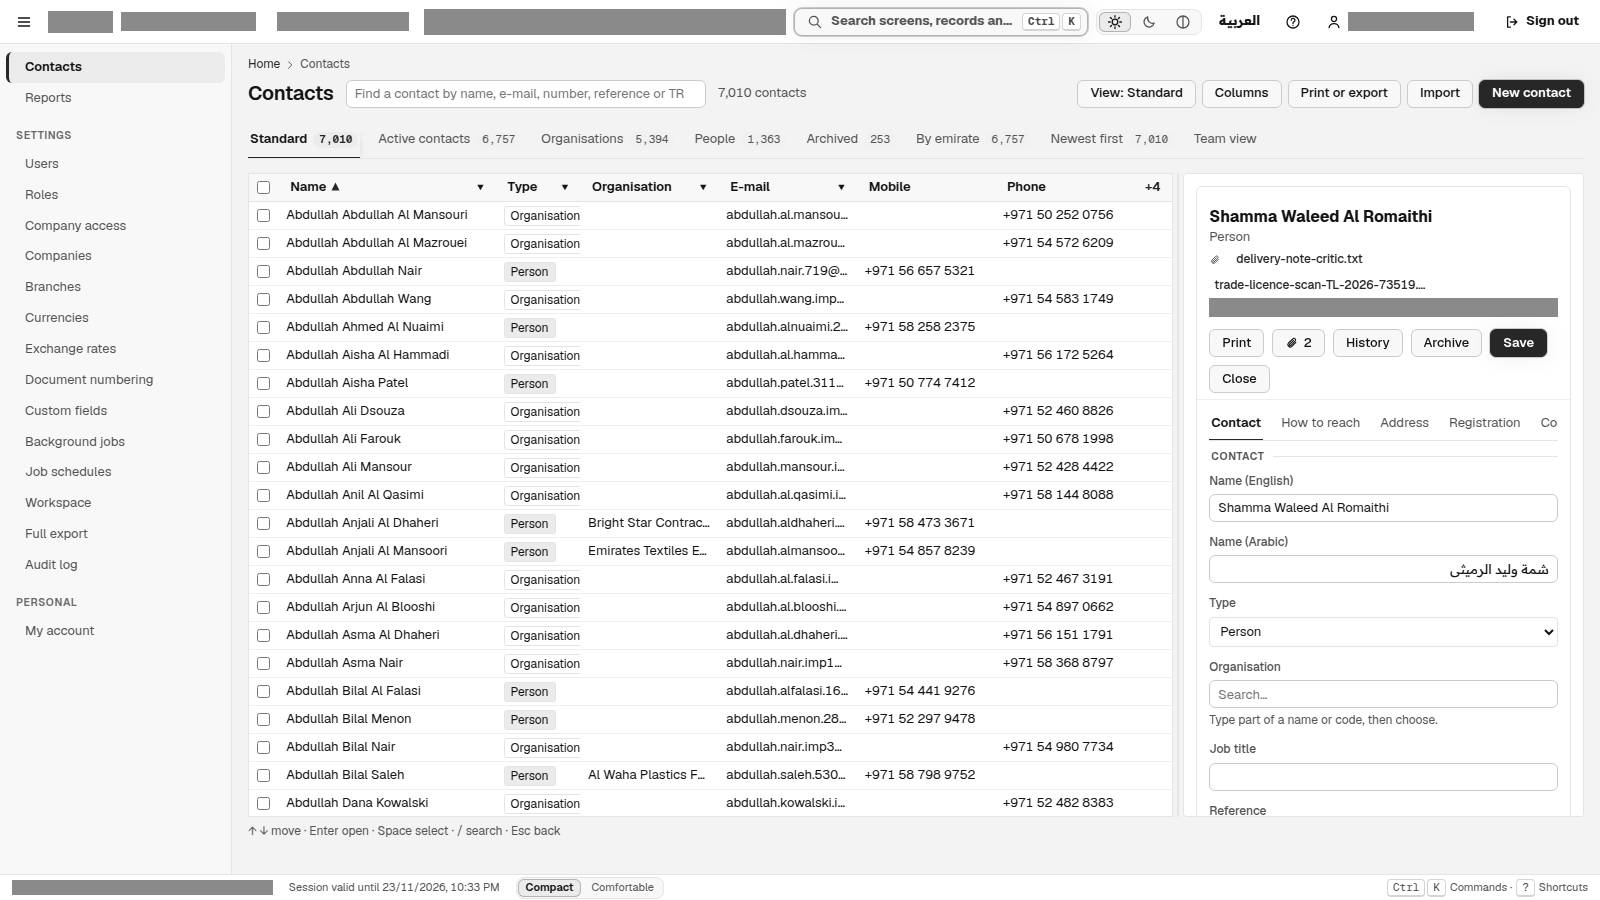 Search screens, records an... Ctrl K
العربية
Sign out
Contacts
Reports
SETTINGS
Users
Roles
Company access
Companies
Branches
Currencies
Exchange rates
Document numbering
Custom fields
Background jobs
Job schedules
Workspace
Full export
Audit log
PERSONAL
My account
Home > Contacts
Contacts
Find a contact by name, e-mail, number, reference or TR
7,010 contacts
View: Standard
Columns
Print or export
Import
New contact
Standard 7,010 Active contacts 6,757 Organisations 5,394 People 1,363 Archived 253 By emirate 6,757 Newest first 7,010 Team view
Name ▲ ▼ Type ▼ Organisation ▼ E-mail ▼ Mobile Phone +4
Abdullah Abdullah Al Mansouri Organisation abdullah.al.mansou... +971 50 252 0756
Abdullah Abdullah Al Mazrouei Organisation abdullah.al.mazrou... +971 54 572 6209
Abdullah Abdullah Nair Person abdullah.nair.719@... +971 56 657 5321
Abdullah Abdullah Wang Organisation abdullah.wang.imp... +971 54 583 1749
Abdullah Ahmed Al Nuaimi Person abdullah.alnuaimi.2... +971 58 258 2375
Abdullah Aisha Al Hammadi Organisation abdullah.al.hamma... +971 56 172 5264
Abdullah Aisha Patel Person abdullah.patel.311... +971 50 774 7412
Abdullah Ali Dsouza Organisation abdullah.dsouza.im... +971 52 460 8826
Abdullah Ali Farouk Organisation abdullah.farouk.im... +971 50 678 1998
Abdullah Ali Mansour Organisation abdullah.mansour.i... +971 52 428 4422
Abdullah Anil Al Qasimi Organisation abdullah.al.qasimi.i... +971 58 144 8088
Abdullah Anjali Al Dhaheri Person Bright Star Contrac... abdullah.aldhaheri.... +971 58 473 3671
Abdullah Anjali Al Mansoori Person Emirates Textiles E... abdullah.almansoo... +971 54 857 8239
Abdullah Anna Al Falasi Organisation abdullah.al.falasi.i... +971 52 467 3191
Abdullah Arjun Al Blooshi Organisation abdullah.al.blooshi.... +971 54 897 0662
Abdullah Asma Al Dhaheri Organisation abdullah.al.dhaheri.... +971 56 151 1791
Abdullah Asma Nair Organisation abdullah.nair.imp1... +971 58 368 8797
Abdullah Bilal Al Falasi Person abdullah.alfalasi.16... +971 54 441 9276
Abdullah Bilal Menon Person abdullah.menon.28... +971 52 297 9478
Abdullah Bilal Nair Organisation abdullah.nair.imp3... +971 54 980 7734
Abdullah Bilal Saleh Person Al Waha Plastics F... abdullah.saleh.530... +971 58 798 9752
Abdullah Dana Kowalski Organisation abdullah.kowalski.i... +971 52 482 8383
↑ ↓ move · Enter open · Space select · / search · Esc back
Shamma Waleed Al Romaithi
Person
delivery-note-critic.txt
trade-licence-scan-TL-2026-73519....
Print 2 History Archive Save
Close
Contact How to reach Address Registration Co
CONTACT
Name (English)
Shamma Waleed Al Romaithi
Name (Arabic)
شمة وليد الرميثي
Type
Person
Organisation
Search...
Type part of a name or code, then choose.
Job title
Reference
Session valid until 23/11/2026, 10:33 PM
Compact Comfortable
Ctrl K Commands · ? Shortcuts